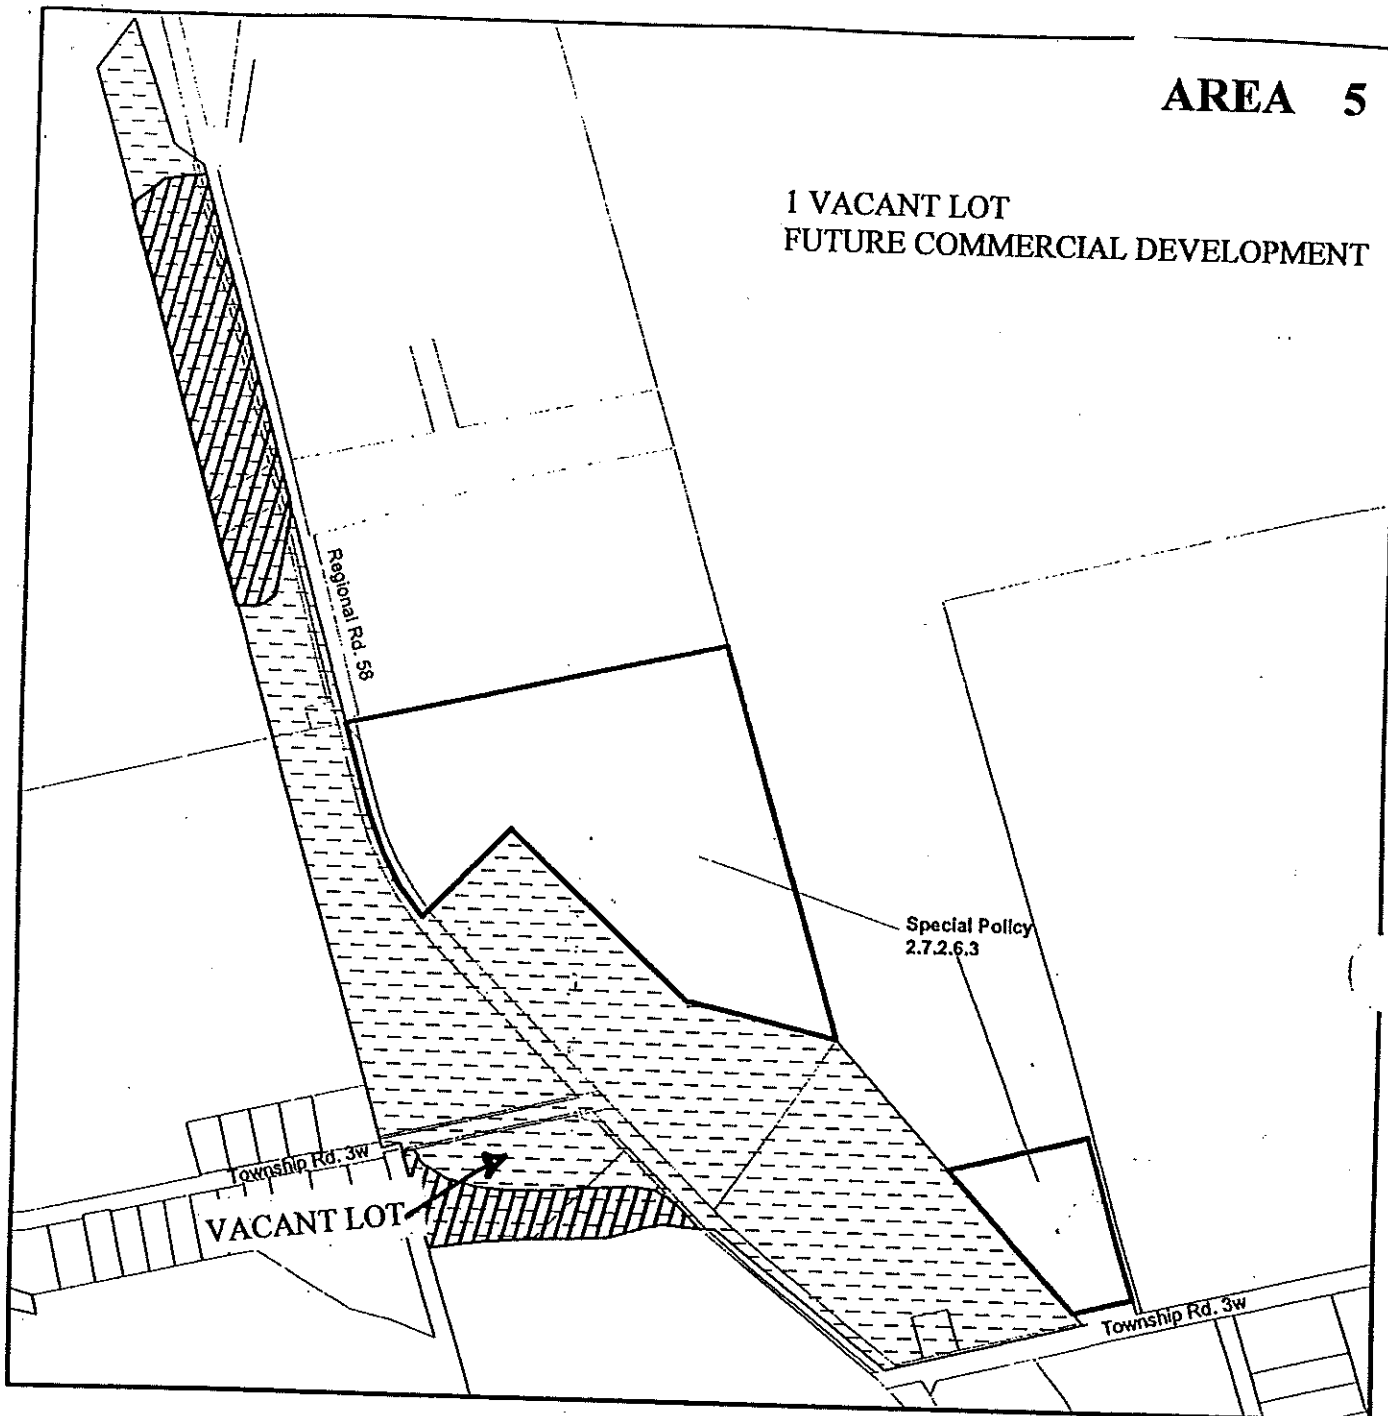 AREA 5
1 VACANT LOT
FUTURE COMMERCIAL DEVELOPMENT
Regional Rd. 58
Special Policy
2.7.2.6.3
Township Rd. 3w
VACANT LOT
Township Rd. 3w